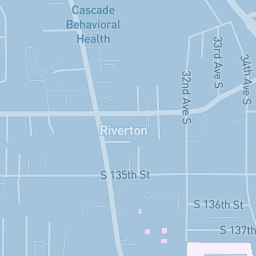 Cascade
Behavioral
Health
33rd Ave S
34th Ave S
32nd Ave S
Riverton
S 135th St
S 136th St
S 137th